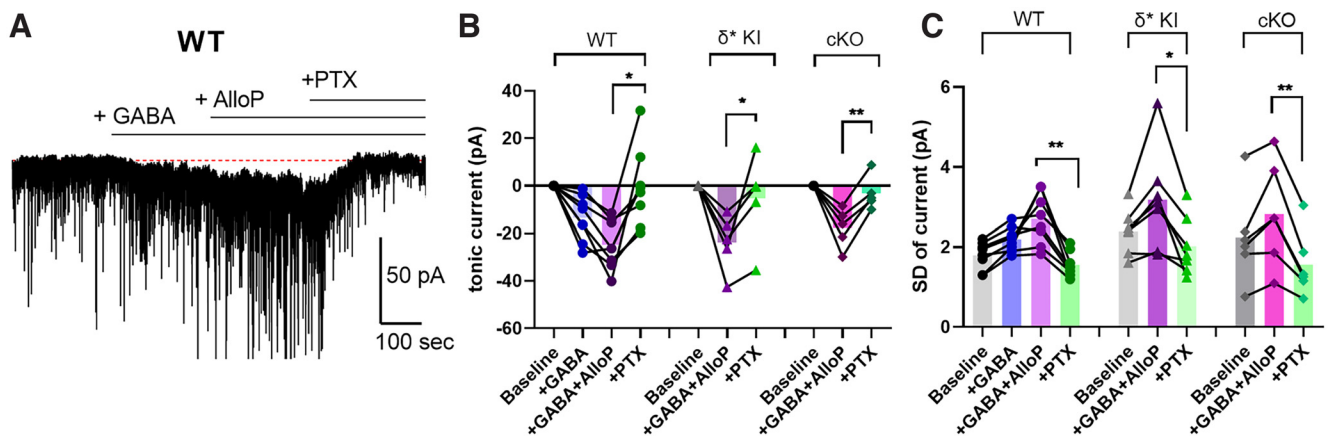 A
WT
+PTX
+ AlloP
+ GABA
50 pA
100 sec
B
WT
δ* KI
cKO
*
*
**
tonic current (pA)
40
20
0
-20
-40
-60
Baseline
+GABA
+GABA+AlloP
+PTX
Baseline
+GABA+AlloP
+PTX
Baseline
+GABA+AlloP
+PTX
C
WT
δ* KI
cKO
**
*
**
SD of current (pA)
6
4
2
0
Baseline
+GABA
+GABA+AlloP
+PTX
Baseline
+GABA+AlloP
+PTX
Baseline
+GABA+AlloP
+PTX